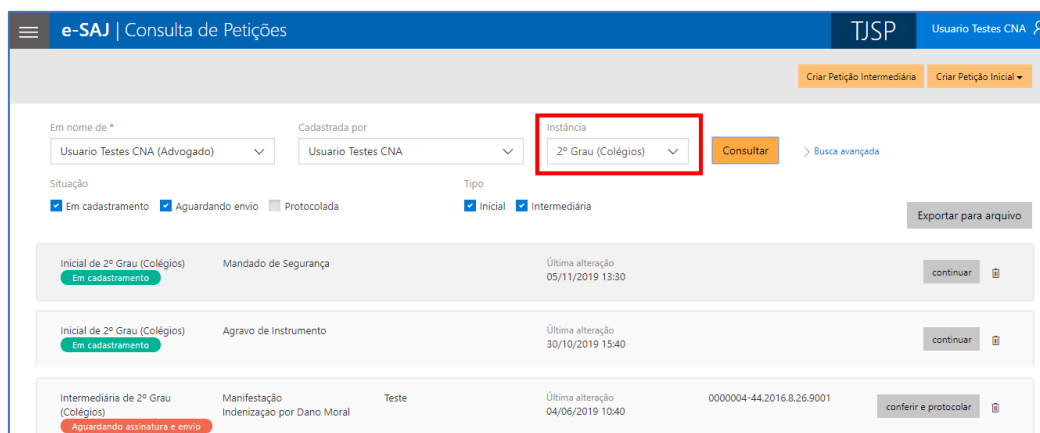 e-SAJ | Consulta de Petições
TJSP
Usuario Testes CNA
Criar Petição Intermediária
Criar Petição Inicial
Em nome de *
Cadastrada por
Instância
Usuario Testes CNA (Advogado)
Usuario Testes CNA
2º Grau (Colégios)
Consultar
> Busca avançada
Situação
Tipo
Em cadastramento
Aguardando envio
Protocolada
Inicial
Intermediária
Exportar para arquivo
Inicial de 2º Grau (Colégios)
Em cadastramento
Mandado de Segurança
Última alteração
05/11/2019 13:30
continuar
Inicial de 2º Grau (Colégios)
Em cadastramento
Agravo de Instrumento
Última alteração
30/10/2019 15:40
continuar
Intermediária de 2º Grau
(Colégios)
Aguardando assinatura e envio
Manifestação
Indenizaçao por Dano Moral
Teste
Última alteração
04/06/2019 10:40
0000004-44.2016.8.26.9001
conferir e protocolar